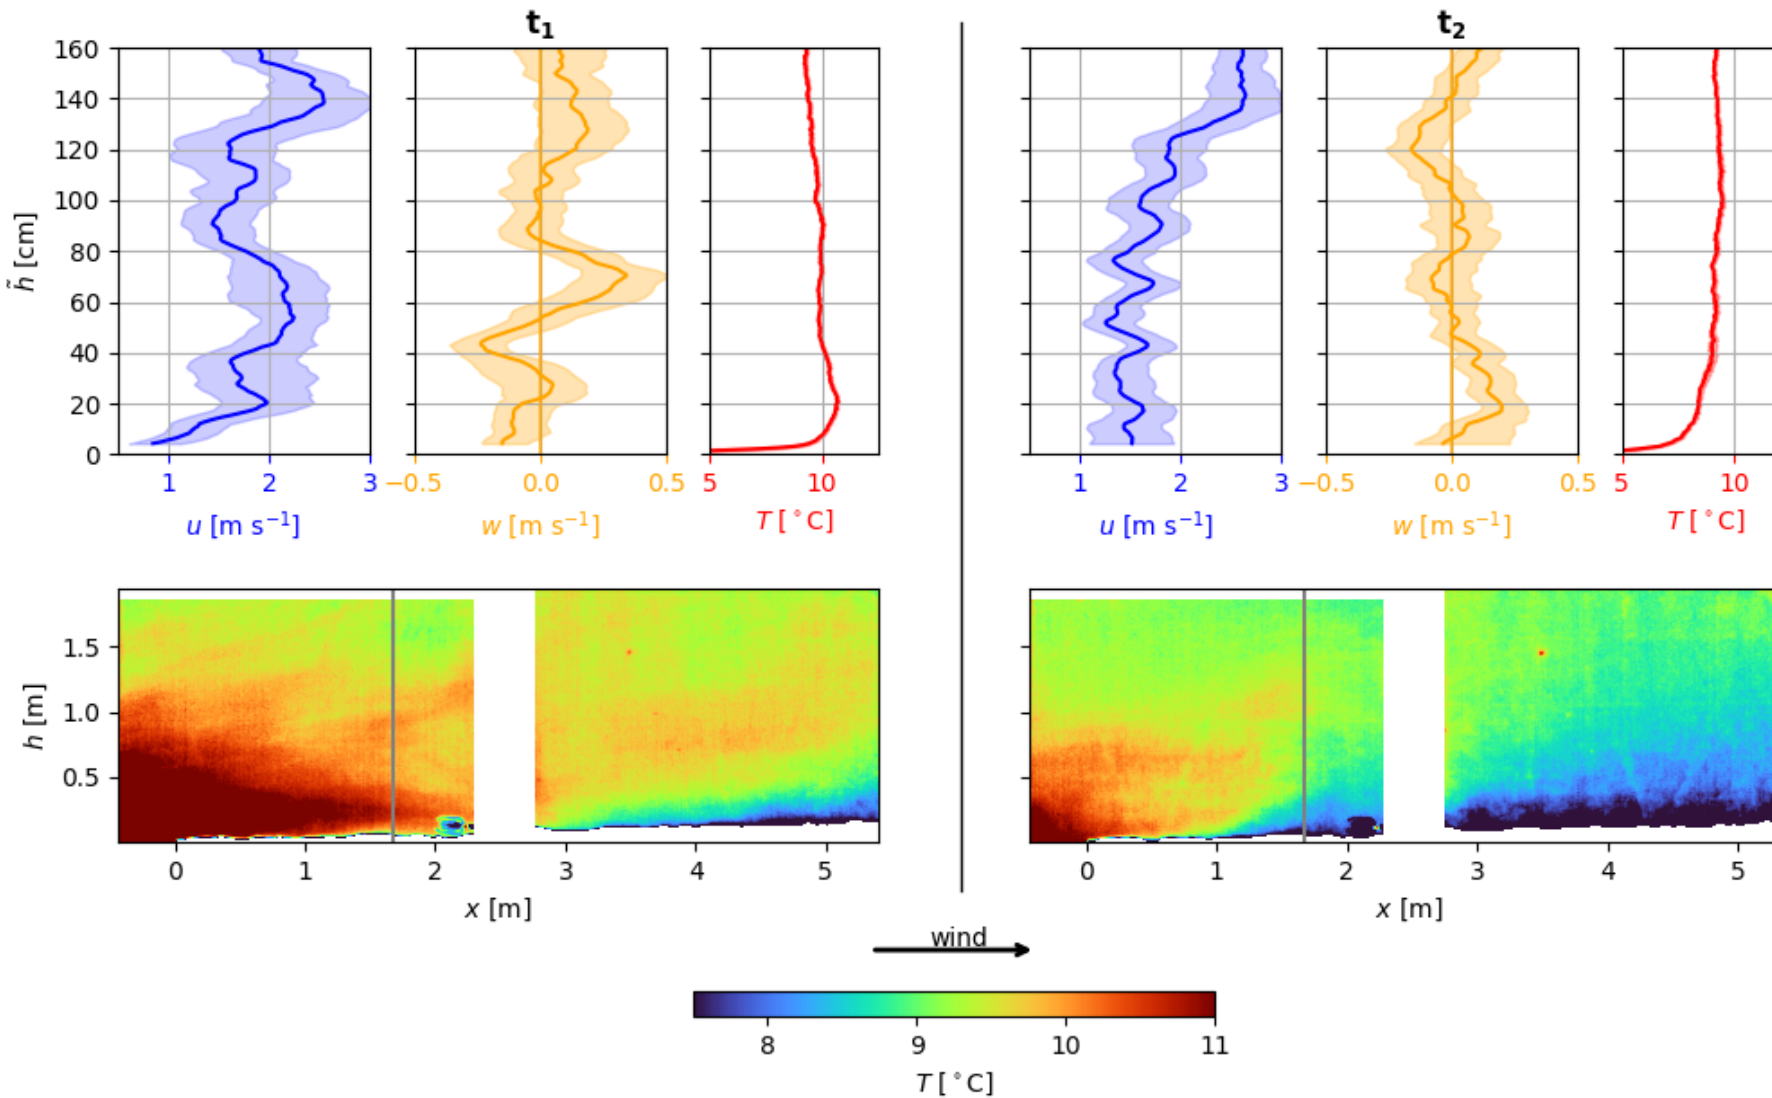 t₁ t₂
160
140
120
100
80
60
40
20
0
h̃ [cm]
1 2 3 −0.5 0.0 0.5 5 10 1 2 3 −0.5 0.0 0.5 5 10
u [m s⁻¹] w [m s⁻¹] T [°C] u [m s⁻¹] w [m s⁻¹] T [°C]
1.5
1.0
0.5
h [m]
0 1 2 3 4 5 0 1 2 3 4 5
x [m] x [m]
wind
8 9 10 11
T [°C]